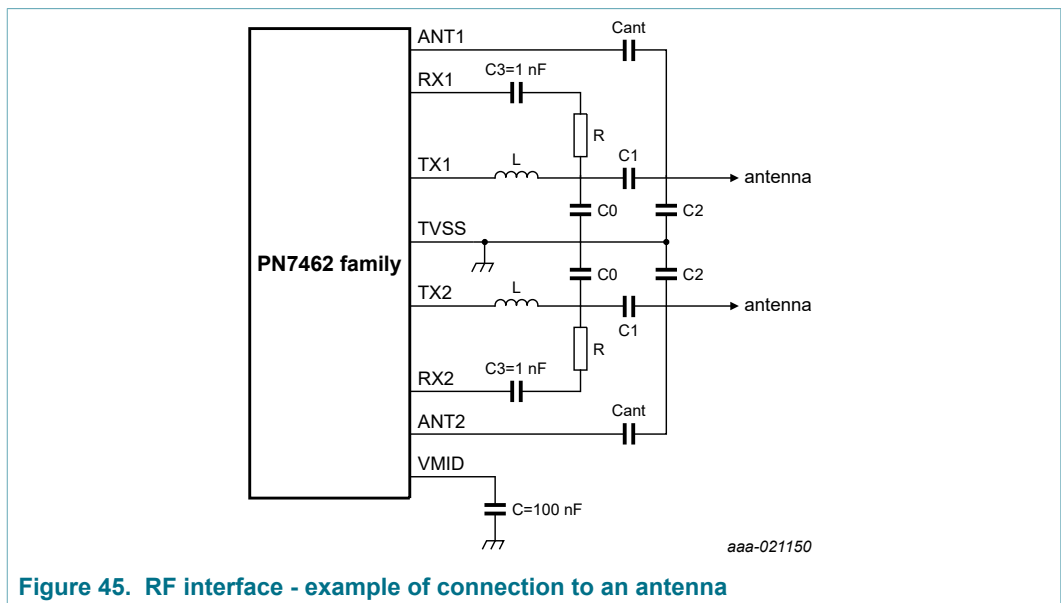 ANT1
Cant
RX1
C3=1 nF
R
TX1
L
C1
antenna
C0
C2
TVSS
PN7462 family
C0
C2
TX2
L
antenna
C1
R
RX2
C3=1 nF
Cant
ANT2
VMID
C=100 nF
aaa-021150
Figure 45. RF interface - example of connection to an antenna